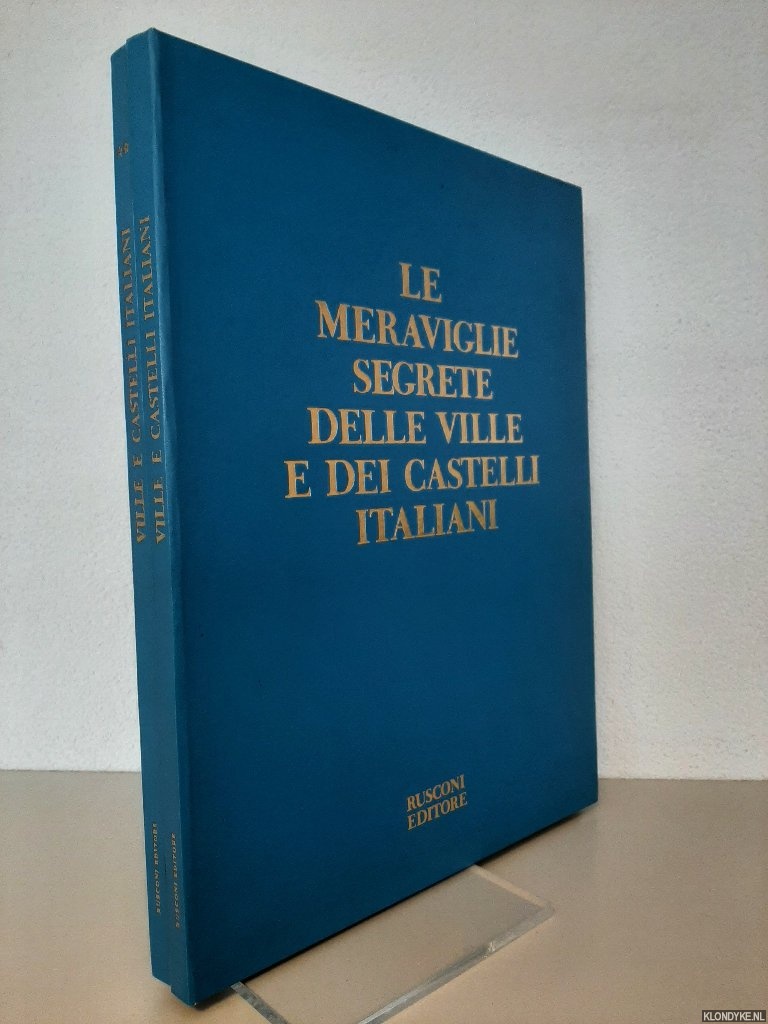 LE
MERAVIGLIE
SEGRETE
DELLE VILLE
E DEI CASTELLI
ITALIANI
RUSCONI
EDITORE
VILLE E CASTELLI ITALIANI
RUSCONI EDITORE
VILLE E CASTELLI ITALIANI
RUSCONI EDITORE
KLONDYKE.NL